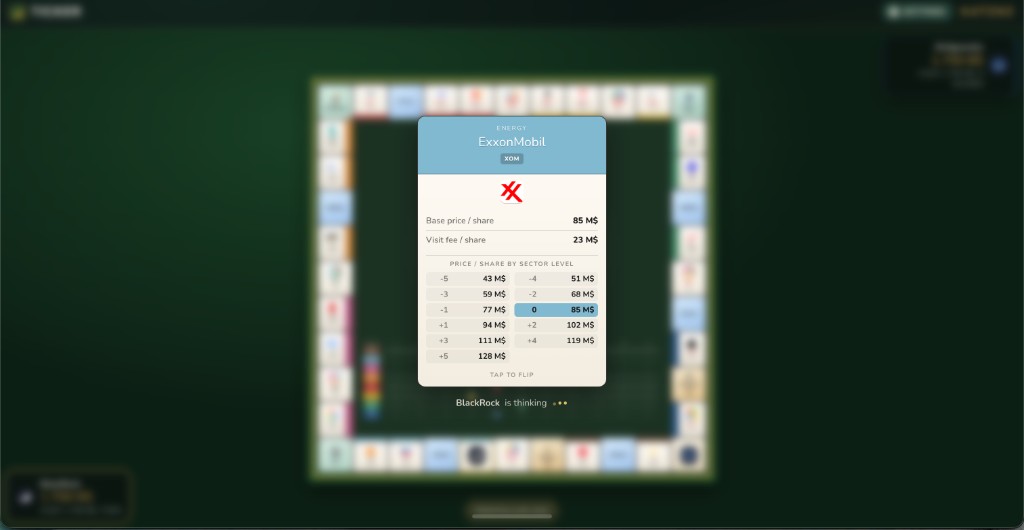 ENERGY
ExxonMobil
XOM
Base price / share 85 M$
Visit fee / share 23 M$
PRICE / SHARE BY SECTOR LEVEL
-5 43 M$ -4 51 M$
-3 59 M$ -2 68 M$
-1 77 M$ 0 85 M$
+1 94 M$ +2 102 M$
+3 111 M$ +4 119 M$
+5 128 M$
TAP TO FLIP
BlackRock is thinking